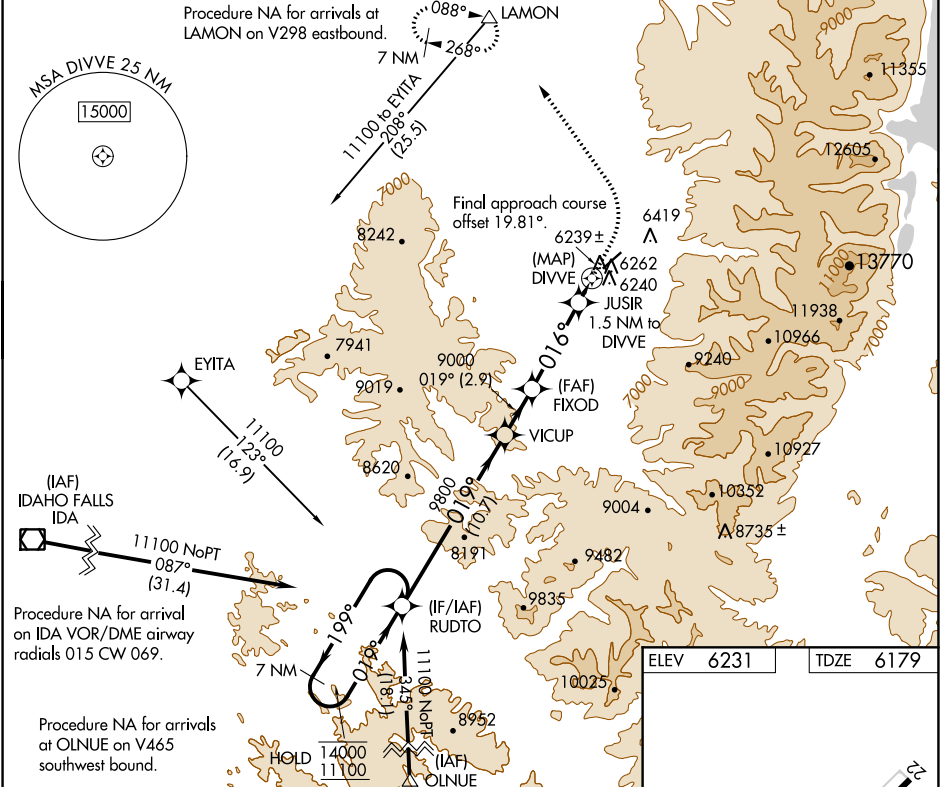 Procedure NA for arrivals at
LAMON on V298 eastbound.
088°
LAMON
7 NM
268°
MSA DIVVE 25 NM
15000
11100 to EYITA
208°
(25.5)
9000
11355
12605
7000
Final approach course
offset 19.81°.
8242
6419
6239±
(MAP)
DIVVE
6262
6240
11000
13770
JUSIR
1.5 NM to
DIVVE
11938
10966
7000
7941
EYITA
9000
019° (2.9)
016°
9240
9000
7000
9019
(FAF)
FIXOD
VICUP
11100
123°
(16.9)
8620
10927
(IAF)
IDAHO FALLS
IDA
9800
019°
(10.7)
9004
10352
8735±
11100 NoPT
087°
(31.4)
8191
9482
9835
Procedure NA for arrival
on IDA VOR/DME airway
radials 015 CW 069.
199°
019°
(IF/IAF)
RUDTO
7 NM
11100 NoPT
345°
(18.1)
10025
ELEV 6231
TDZE 6179
Procedure NA for arrivals
at OLNUE on V465
southwest bound.
8952
HOLD
14000
11100
(IAF)
OLNUE
22